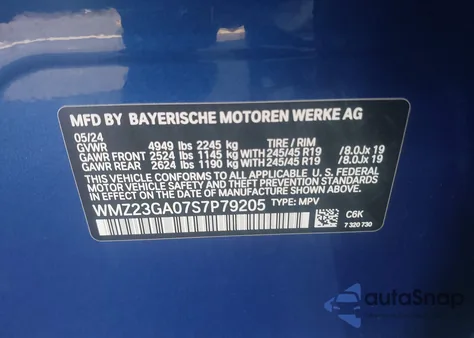 MFD BY BAYERISCHE MOTOREN WERKE AG
05/24
GVWR 4949 lbs 2245 kg TIRE / RIM
GAWR FRONT 2524 lbs 1145 kg 245/45 R19 /8.0Jx 19
GAWR REAR 2624 lbs 1190 kg 245/45 R19 /8.0Jx 19
THIS VEHICLE CONFORMS TO ALL APPLICABLE U.S. FEDERAL
MOTOR VEHICLE SAFETY AND THEFT PREVENTION STANDARDS
IN EFFECT ON THE DATE OF MANUFACTURE SHOWN ABOVE.
WMZ23GA07S7P79205 TYPE: MPV C6K
7 320 730
autoSnap